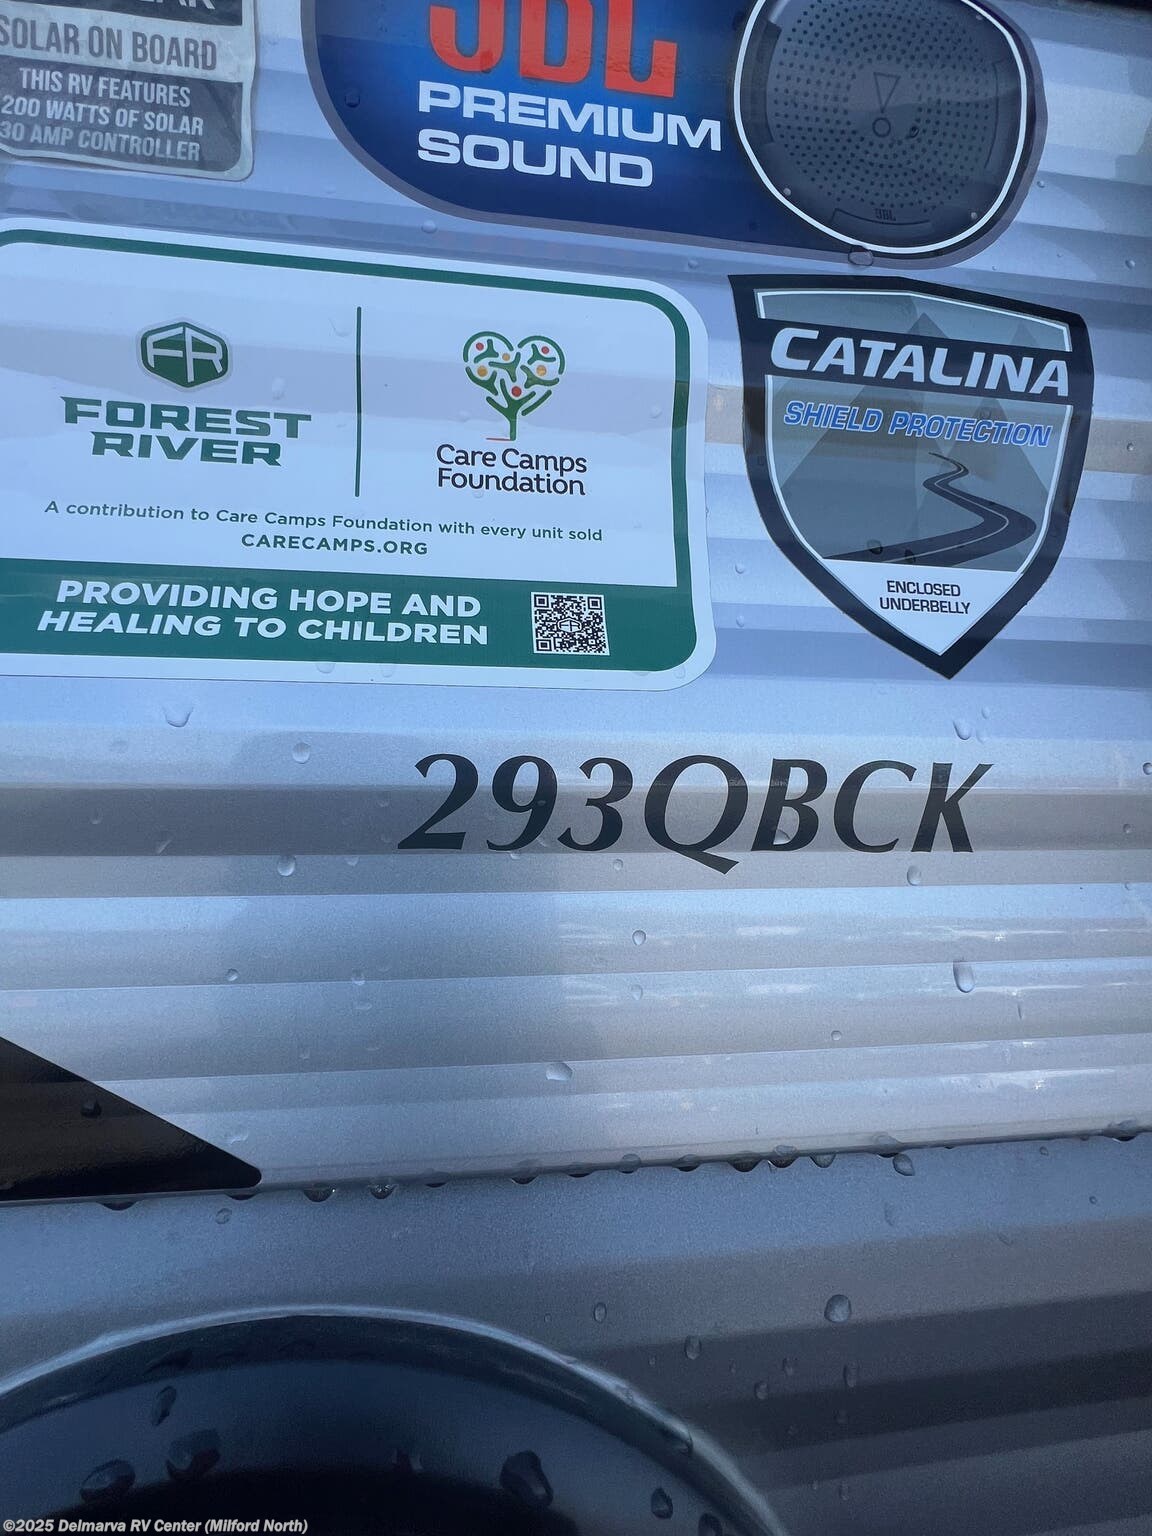 SOLAR ON BOARD
THIS RV FEATURES
200 WATTS OF SOLAR
30 AMP CONTROLLER
JBL
PREMIUM
SOUND
JBL
FR
FOREST
RIVER
Care Camps
Foundation
A contribution to Care Camps Foundation with every unit sold
CARECAMPS.ORG
PROVIDING HOPE AND
HEALING TO CHILDREN
CATALINA
SHIELD PROTECTION
ENCLOSED
UNDERBELLY
293QBCK
©2025 Delmarva RV Center (Milford North)